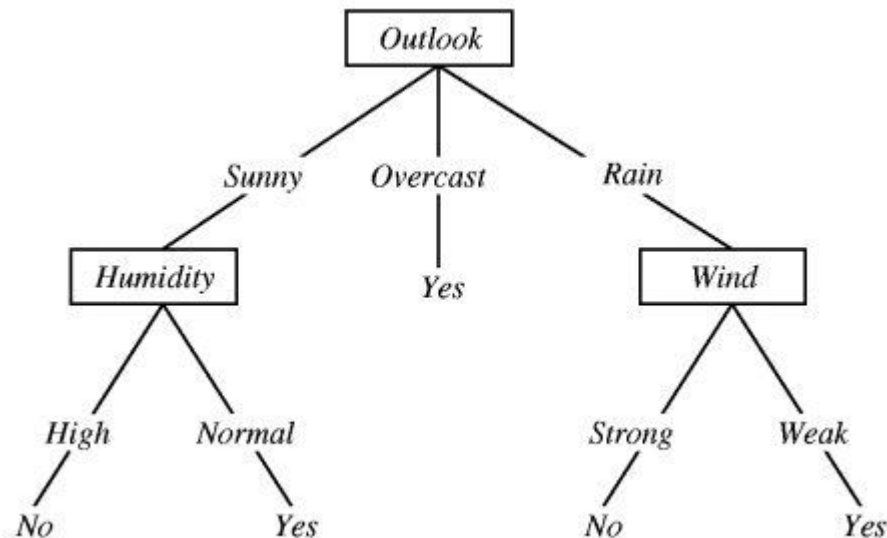 Outlook
Sunny Overcast Rain
Humidity Yes Wind
High Normal Strong Weak
No Yes No Yes